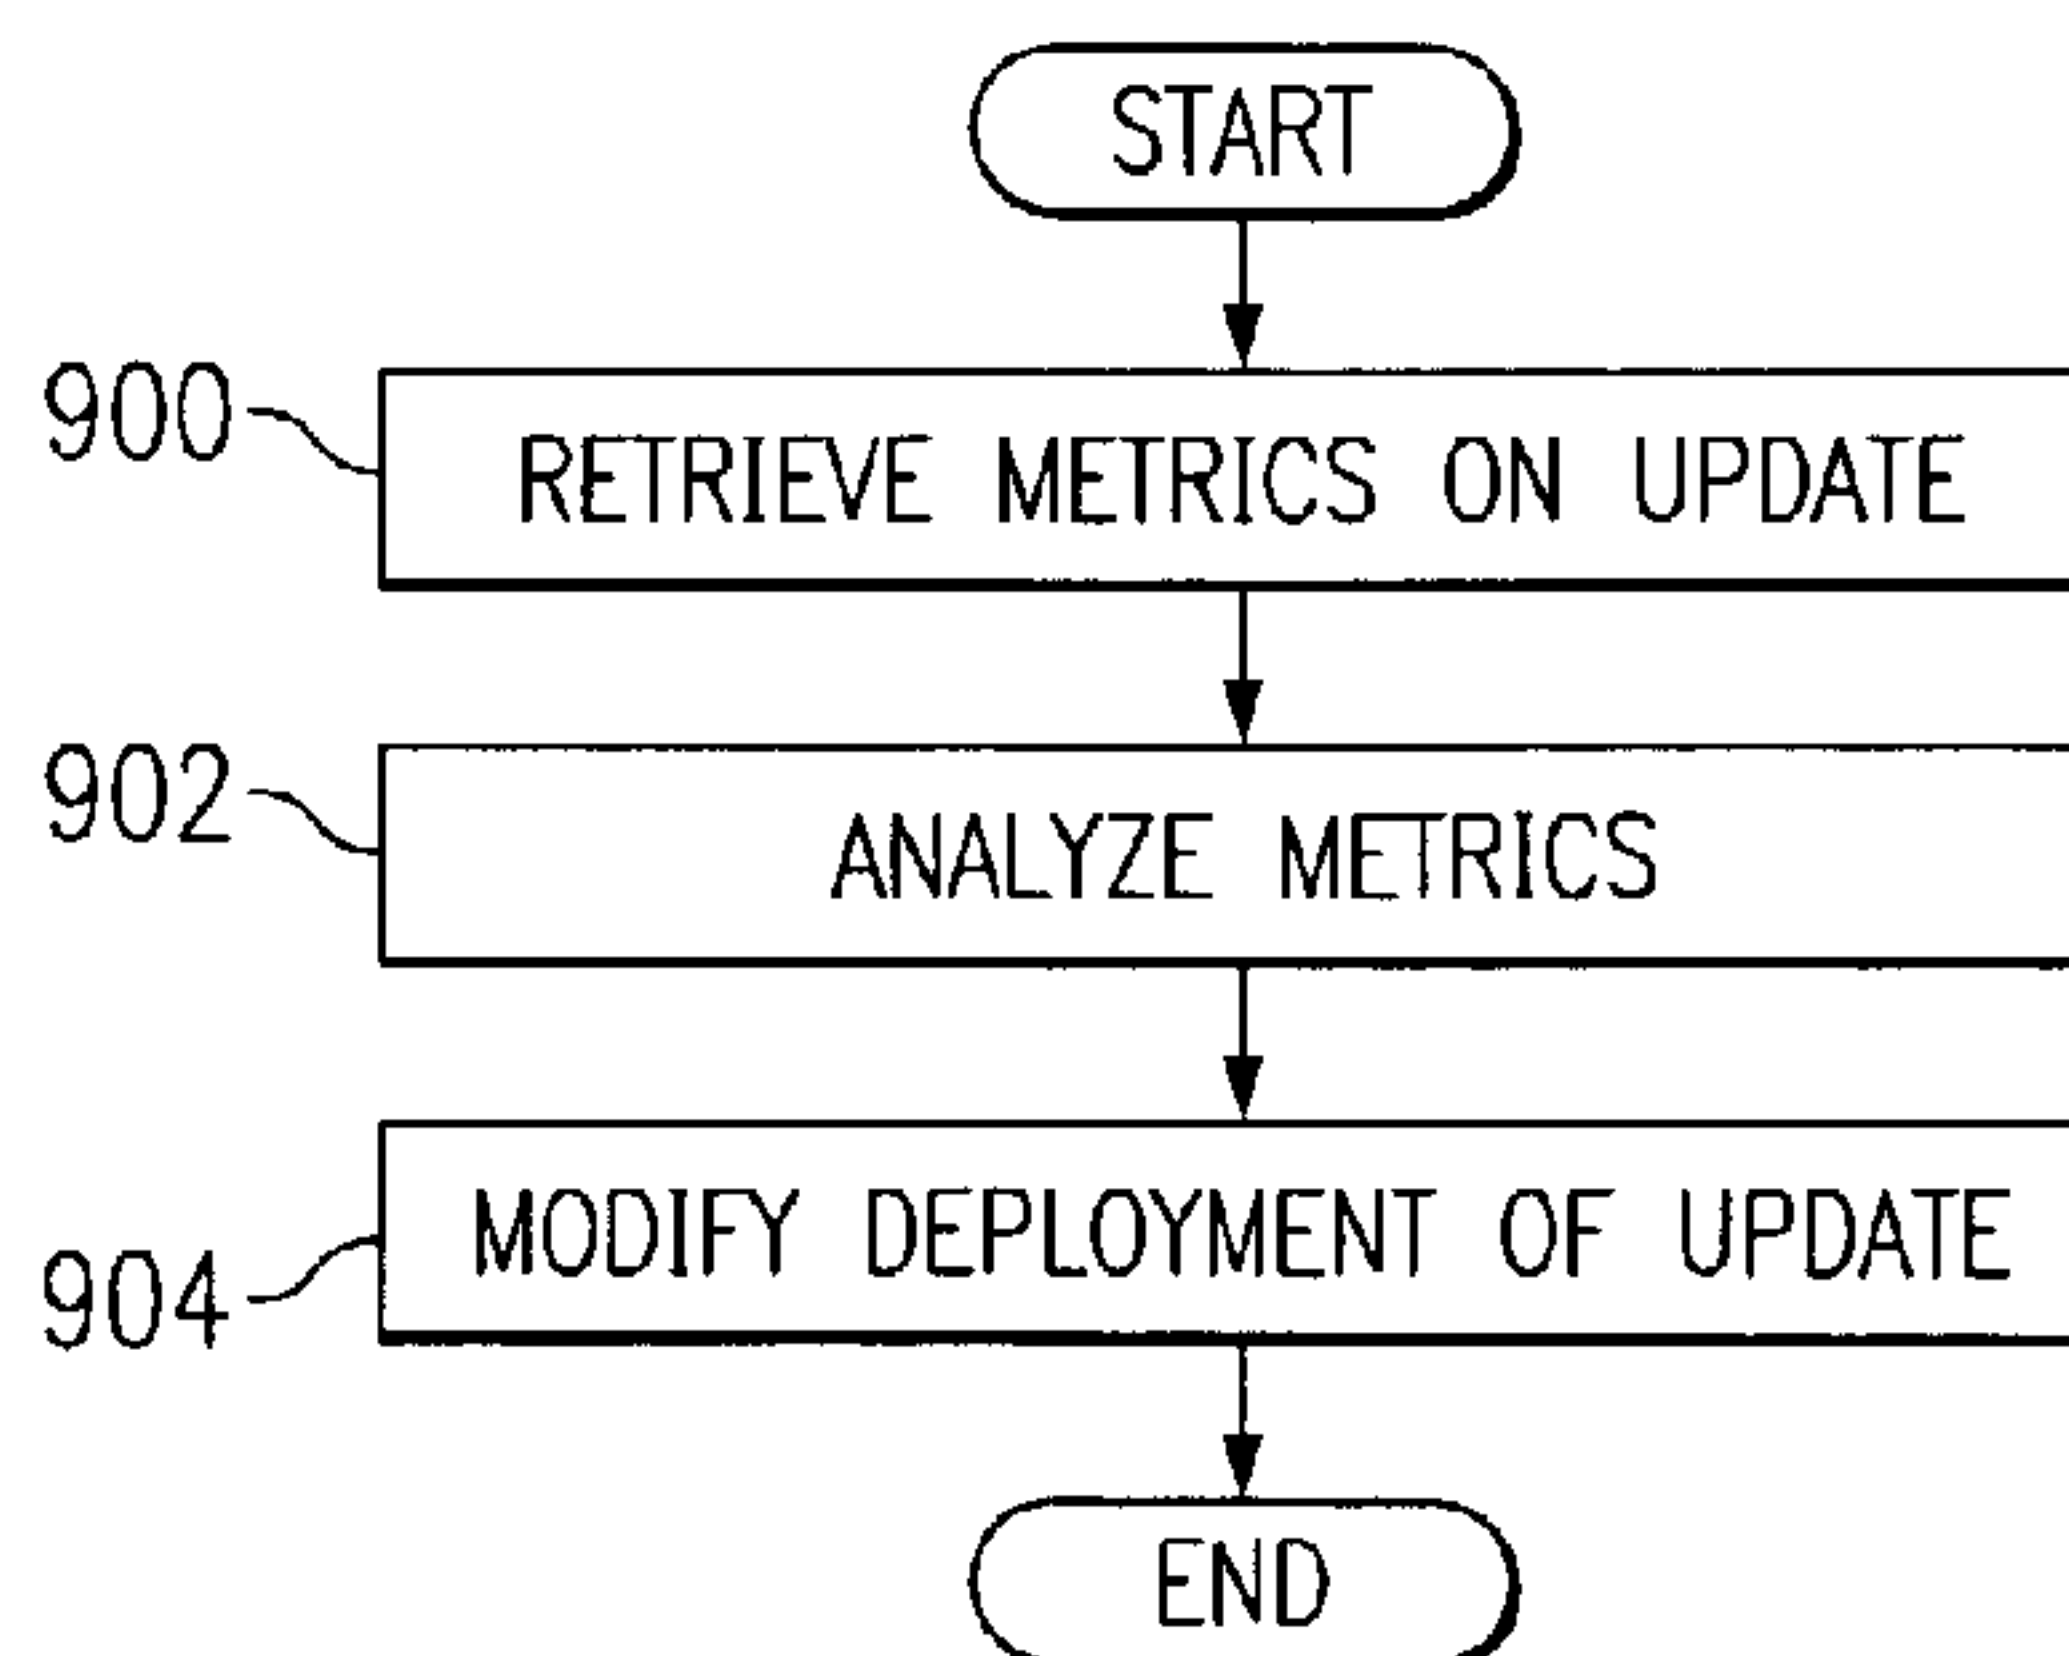 START
900
RETRIEVE METRICS ON UPDATE
902
ANALYZE METRICS
MODIFY DEPLOYMENT OF UPDATE
904
END